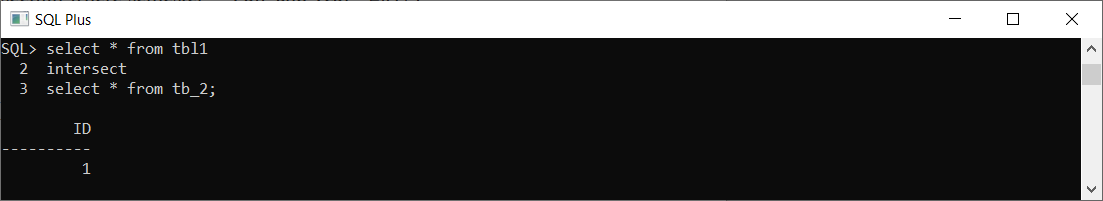 SQL Plus
SQL> select * from tbl1
  2  intersect
  3  select * from tb_2;
        ID
----------
         1